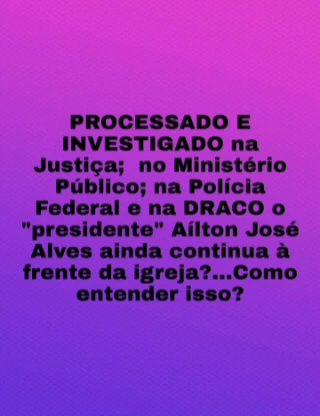 PROCESSADO E
INVESTIGADO na
Justiça;  no Ministério
Público; na Polícia
Federal e na DRACO o
"presidente" Aílton José
Alves ainda continua à
frente da igreja?...Como
entender isso?